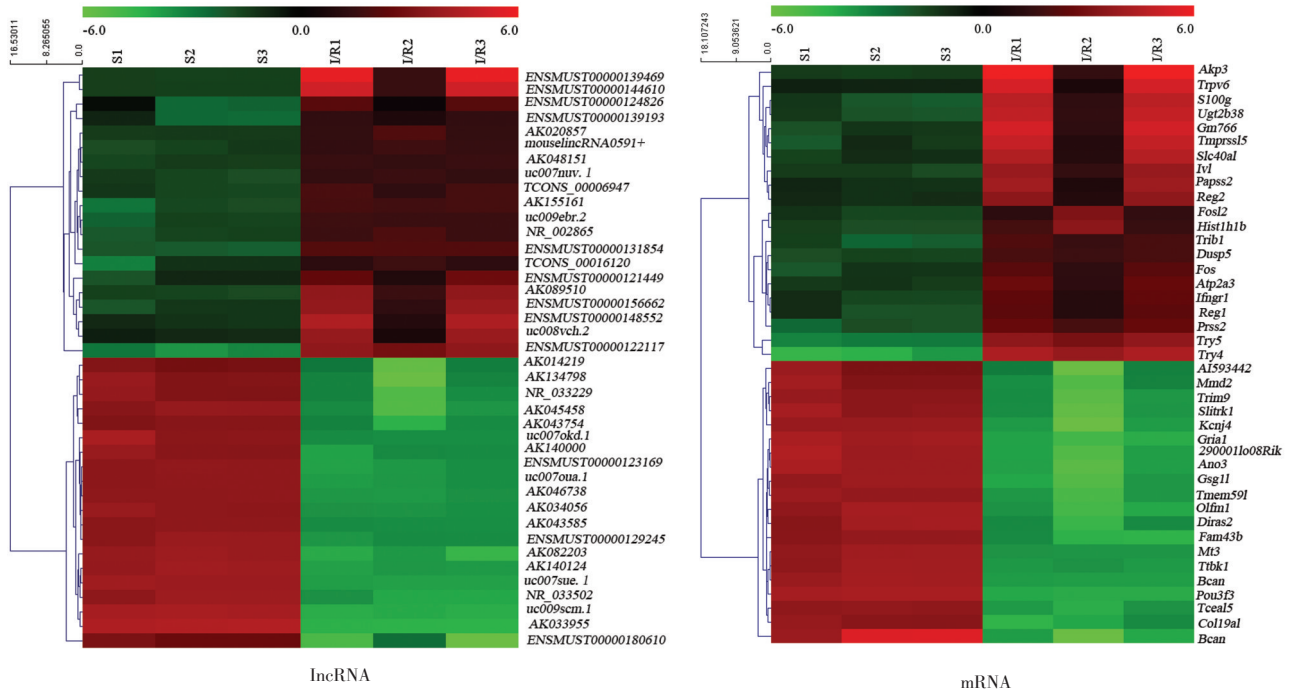 -6.0 0.0 6.0
16.53011
8.265055
0.0
S1 S2 S3 I/R1 I/R2 I/R3
ENSMUST00000139469
ENSMUST00000144610
ENSMUST00000124826
ENSMUST00000139193
AK020857
mouselincRNA0591+
AK048151
uc007nuv. 1
TCONS_00006947
AK155161
uc009ebr.2
NR_002865
ENSMUST00000131854
TCONS_00016120
ENSMUST00000121449
AK089510
ENSMUST00000156662
ENSMUST00000148552
uc008vch.2
ENSMUST00000122117
AK014219
AK134798
NR_033229
AK045458
AK043754
uc007okd.1
AK140000
ENSMUST00000123169
uc007oua.1
AK046738
AK034056
AK043585
ENSMUST00000129245
AK082203
AK140124
uc007sue. 1
NR_033502
uc009scm.1
AK033955
ENSMUST00000180610
IncRNA
-6.0 0.0 6.0
18.107243
9.053621
0.0
S1 S2 S3 I/R1 I/R2 I/R3
Akp3
Trpv6
S100g
Ugt2b38
Gm766
Tmprssl5
Slc40al
Ivl
Papss2
Reg2
Fosl2
Hist1h1b
Trib1
Dusp5
Fos
Atp2a3
Ifngr1
Reg1
Prss2
Try5
Try4
AI593442
Mmd2
Trim9
Slitrk1
Kcnj4
Gria1
290001lo08Rik
Ano3
Gsg1l
Tmem59l
Olfm1
Diras2
Fam43b
Mt3
Ttbk1
Bcan
Pou3f3
Tceal5
Col19al
Bcan
mRNA